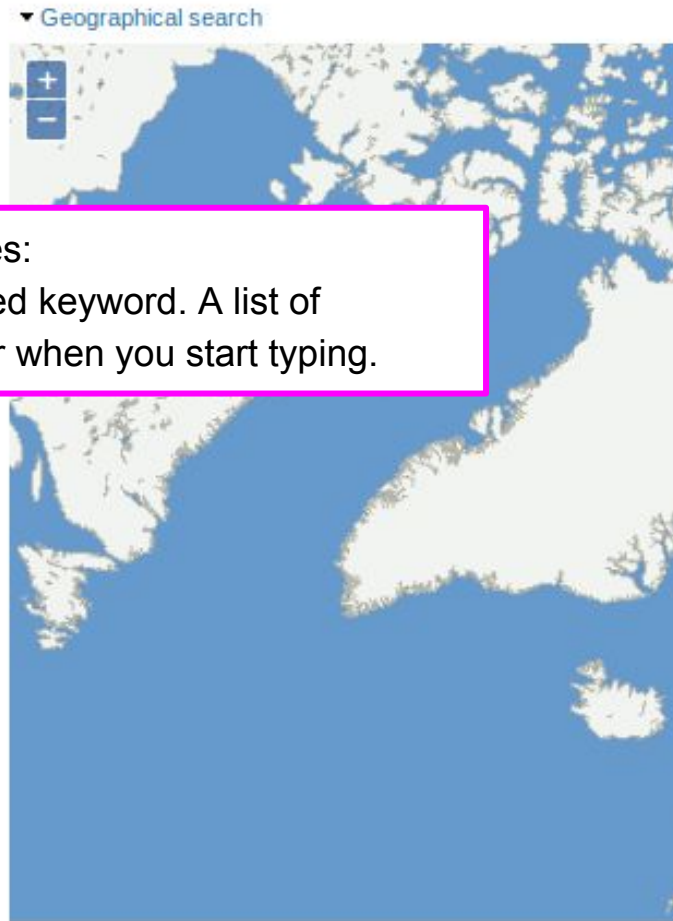 Geographical search
+
−
es:
ed keyword. A list of
r when you start typing.